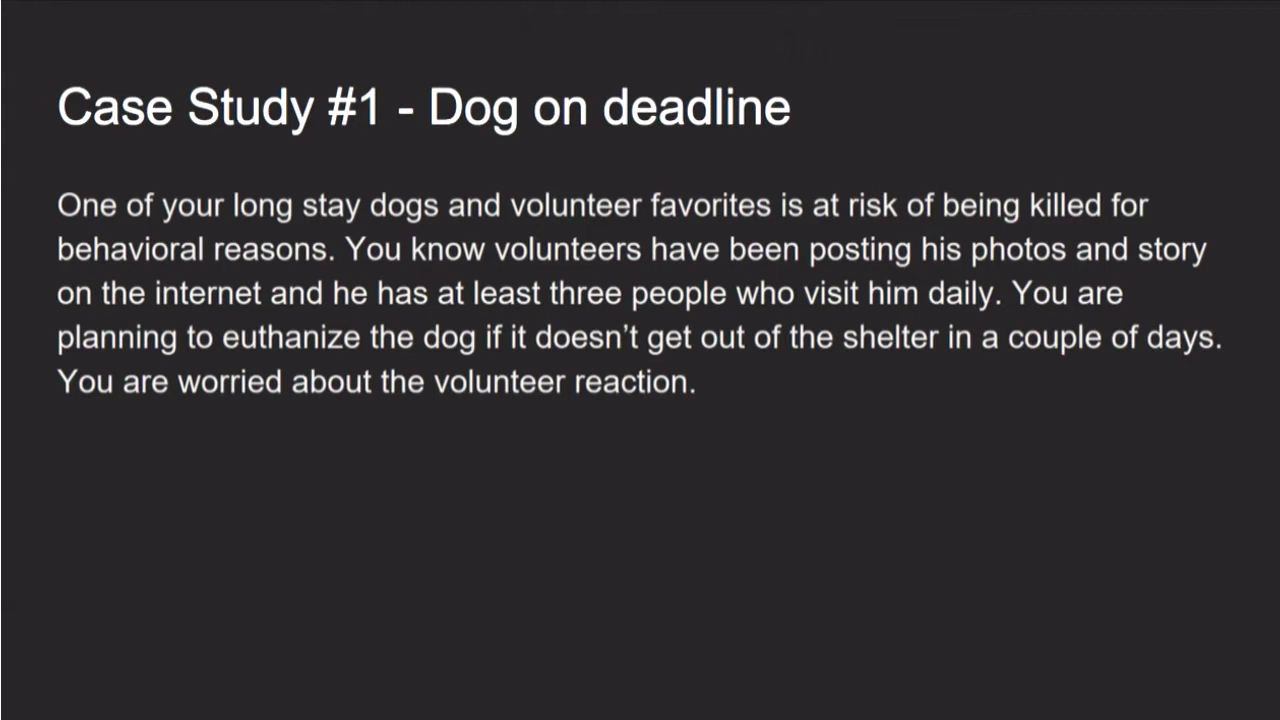 Case Study #1 - Dog on deadline
One of your long stay dogs and volunteer favorites is at risk of being killed for
behavioral reasons. You know volunteers have been posting his photos and story
on the internet and he has at least three people who visit him daily. You are
planning to euthanize the dog if it doesn’t get out of the shelter in a couple of days.
You are worried about the volunteer reaction.